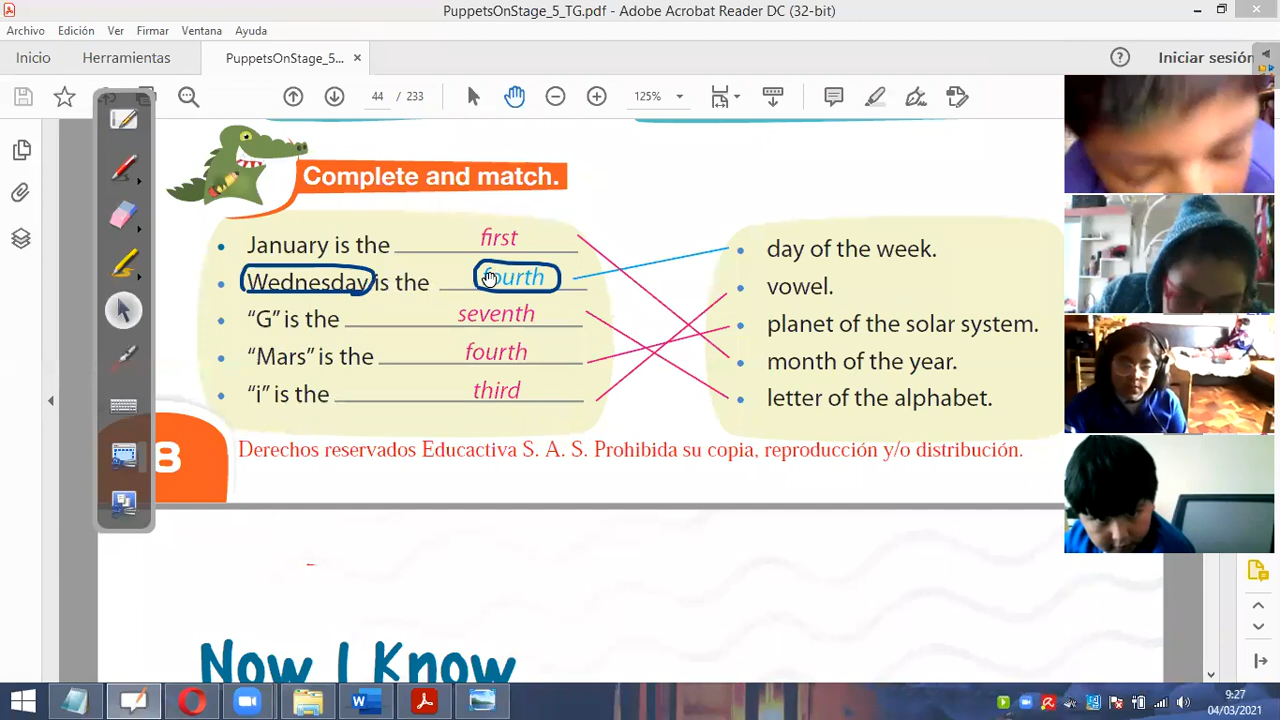 PuppetsOnStage_5_TG.pdf - Adobe Acrobat Reader DC (32-bit)
Archivo Edición Ver Firmar Ventana Ayuda
Inicio Herramientas PuppetsOnStage_5... × Iniciar sesión
44 / 233 125%
Complete and match.
• January is the first • day of the week.
• Wednesday is the fourth • vowel.
• “G” is the seventh • planet of the solar system.
• “Mars” is the fourth • month of the year.
• “i” is the third • letter of the alphabet.
8 Derechos reservados Educactiva S. A. S. Prohibida su copia, reproducción y/o distribución.
Now I Know
9:27
04/03/2021